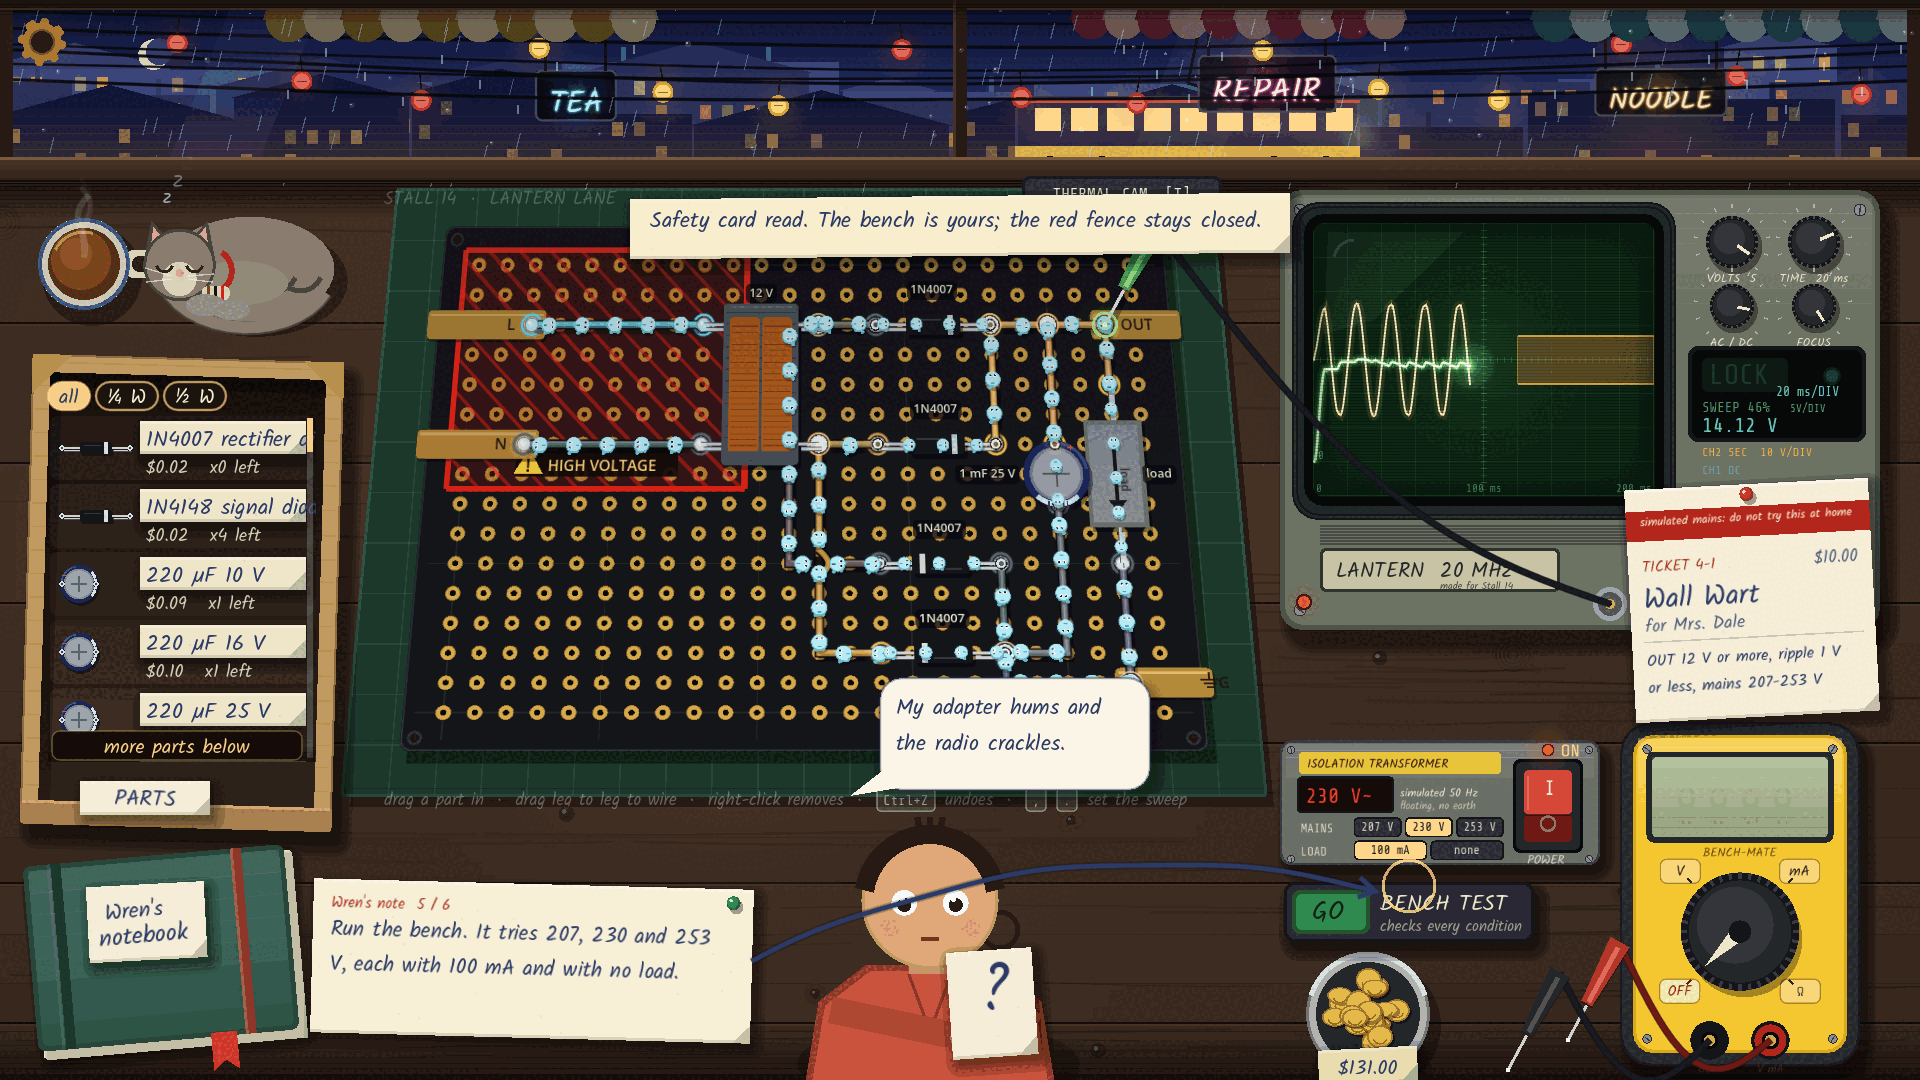 TEA
REPAIR
NOODLE
z
z
STALL 14 · LANTERN LANE
THERMAL CAM [T]
Safety card read. The bench is yours; the red fence stays closed.
L
12 V
1N4007
OUT
1N4007
N
HIGH VOLTAGE
1 mF 25 V
load
load
1N4007
1N4007
G
all
¼ W
½ W
1N4007 rectifier
$0.02 x0 left
1N4148 signal
$0.02 x4 left
220 µF 10 V
$0.09 x1 left
220 µF 16 V
$0.10 x1 left
220 µF 25 V
more parts below
PARTS
My adapter hums and
the radio crackles.
drag a part in · drag leg to leg to wire · right-click removes · Ctrl+Z undoes · , . set the sweep
VOLTS
TIME 20 ms
AC / DC
FOCUS
LOCK
20 ms/DIV
SWEEP 46% 5V/DIV
14.12 V
CH2 SEC 10 V/DIV
CH1 DC
0
100 ms
LANTERN 20 MHz
made for Stall 14
simulated mains: do not try this at home
TICKET 4-1
$10.00
Wall Wart
for Mrs. Dale
OUT 12 V or more, ripple 1 V
or less, mains 207-253 V
ISOLATION TRANSFORMER
ON
230 V~
simulated 50 Hz
floating, no earth
MAINS 207 V 230 V 253 V
LOAD 100 mA none
I
POWER
GO
BENCH TEST
checks every condition
BENCH-MATE
V
mA
OFF
Ω
Wren's
notebook
Wren's note 5 / 6
Run the bench. It tries 207, 230 and 253
V, each with 100 mA and with no load.
?
$131.00